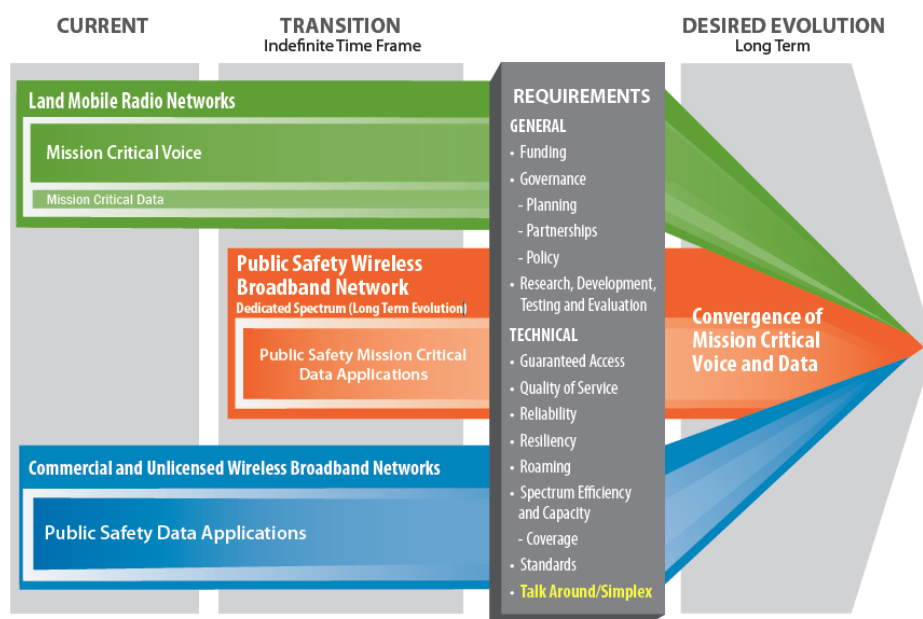 CURRENT
TRANSITION
Indefinite Time Frame
DESIRED EVOLUTION
Long Term
Land Mobile Radio Networks
Mission Critical Voice
Mission Critical Data
Public Safety Wireless
Broadband Network
Dedicated Spectrum (Long Term Evolution)
Public Safety Mission Critical
Data Applications
Commercial and Unlicensed Wireless Broadband Networks
Public Safety Data Applications
REQUIREMENTS
GENERAL
• Funding
• Governance
- Planning
- Partnerships
- Policy
• Research, Development,
Testing and Evaluation
TECHNICAL
• Guaranteed Access
• Quality of Service
• Reliability
• Resiliency
• Roaming
• Spectrum Efficiency
and Capacity
- Coverage
• Standards
• Talk Around/Simplex
Convergence of
Mission Critical
Voice and Data